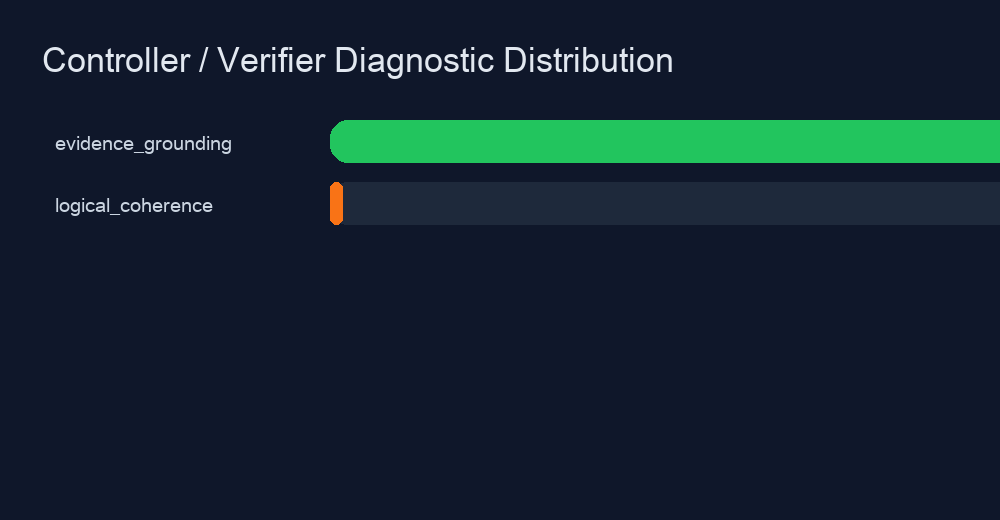 Controller / Verifier Diagnostic Distribution
evidence_grounding
logical_coherence